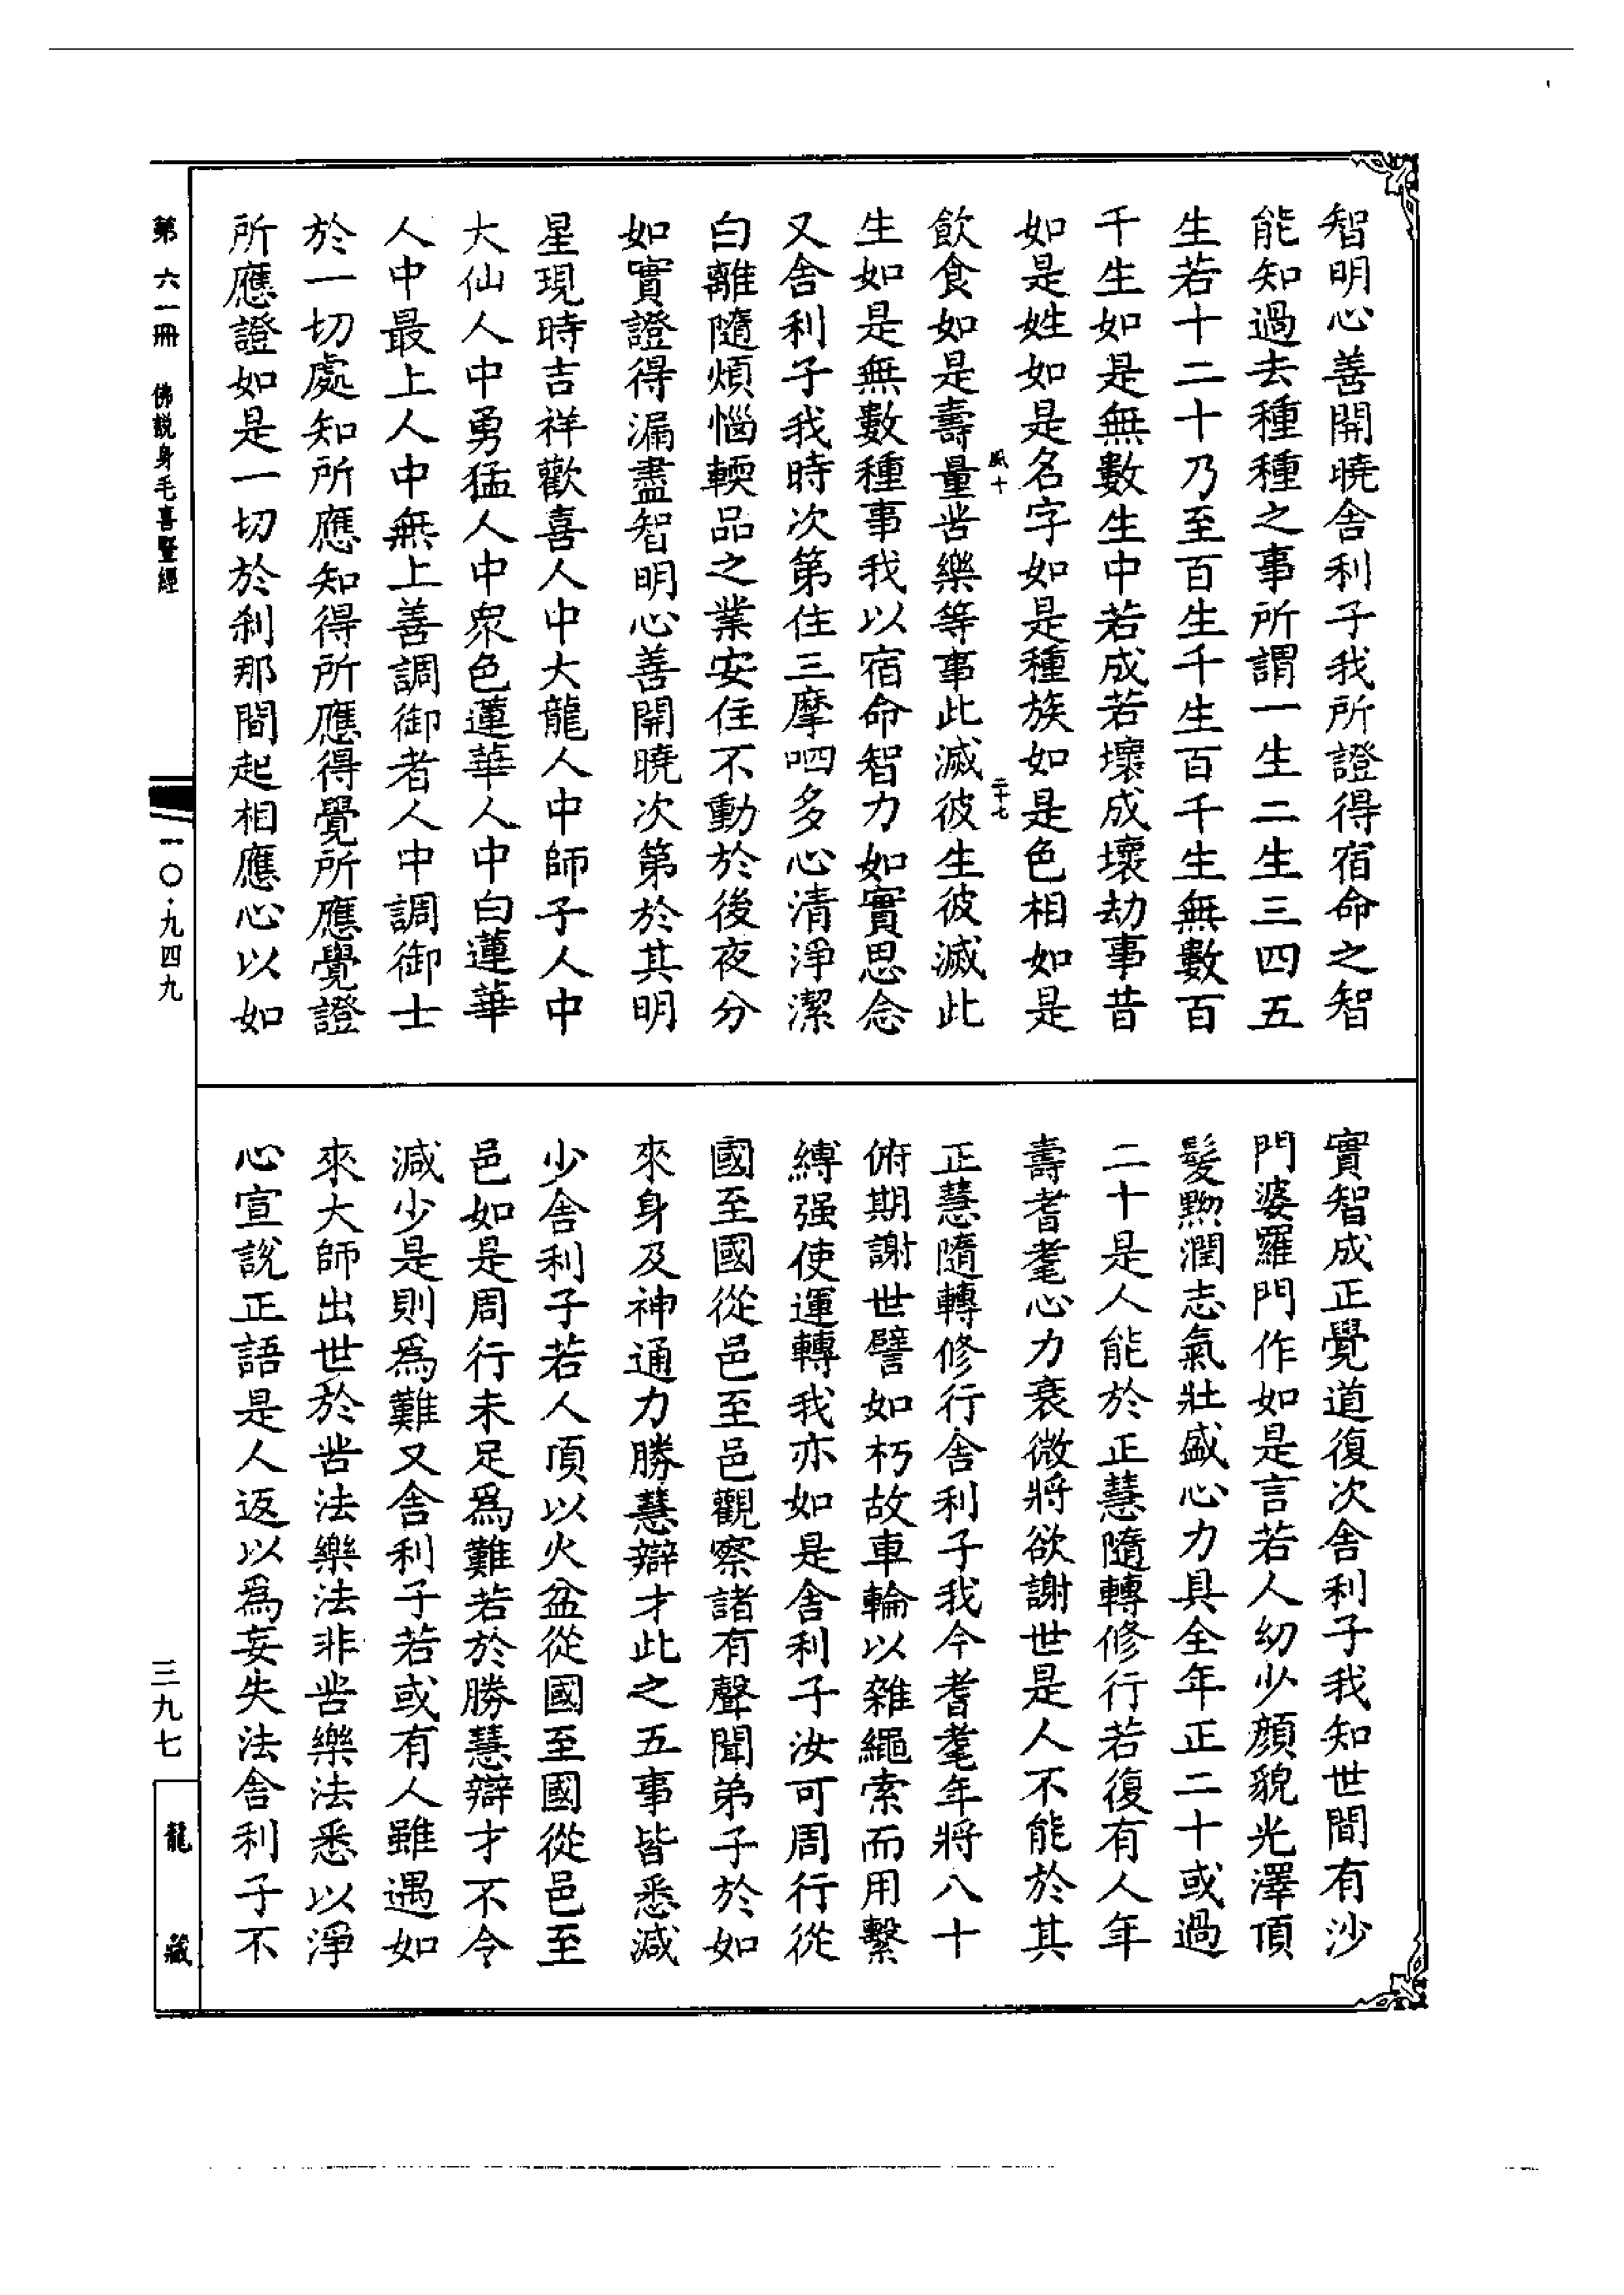 智明心善開曉舍利子我所證得宿命之智
能知過去種種之事所謂一生二生三四五
生若十二十乃至百生千生百千生無數百
千生如是無數生中若成若壞成壞劫事昔
如是姓如是名字如是種族如是色相如是
風十 二十七
飲食如是壽量苦樂等事此滅彼生彼滅此
生如是無數種事我以宿命智力如實思念
又舍利子我時次第住三摩呬多心清淨潔
白離隨煩惱輭品之業安住不動於後夜分
如實證得漏盡智明心善開曉次第於其明
星現時吉祥歡喜人中大龍人中師子人中
大仙人中勇猛人中衆色蓮華人中白蓮華
人中最上人中無上善調御者人中調御士
於一切處知所應知得所應得覺所應覺證
所應證如是一切於剎那間起相應心以如
實智成正覺道復次舍利子我知世間有沙
門婆羅門作如是言若人幼少顏貌光澤頂
髮黝潤志氣壯盛心力具全年正二十或過
二十是人能於正慧隨轉修行若復有人年
壽耆耄心力衰微將欲謝世是人不能於其
正慧隨轉修行舍利子我今耆耄年將八十
俯期謝世譬如朽故車輪以雜繩索而用繫
縛强使運轉我亦如是舍利子汝可周行從
國至國從邑至邑觀察諸有聲聞弟子於如
來身及神通力勝慧辯才此之五事皆悉減
少舍利子若人頂以火盆從國至國從邑至
邑如是周行未足爲難若於勝慧辯才不令
減少是則爲難又舍利子若或有人雖遇如
來大師出世於苦法樂法非苦樂法悉以淨
心宣說正語是人返以爲妄失法舍利子不
第六一冊 佛説身毛喜豎經
一〇·九四九
三九七
龍藏